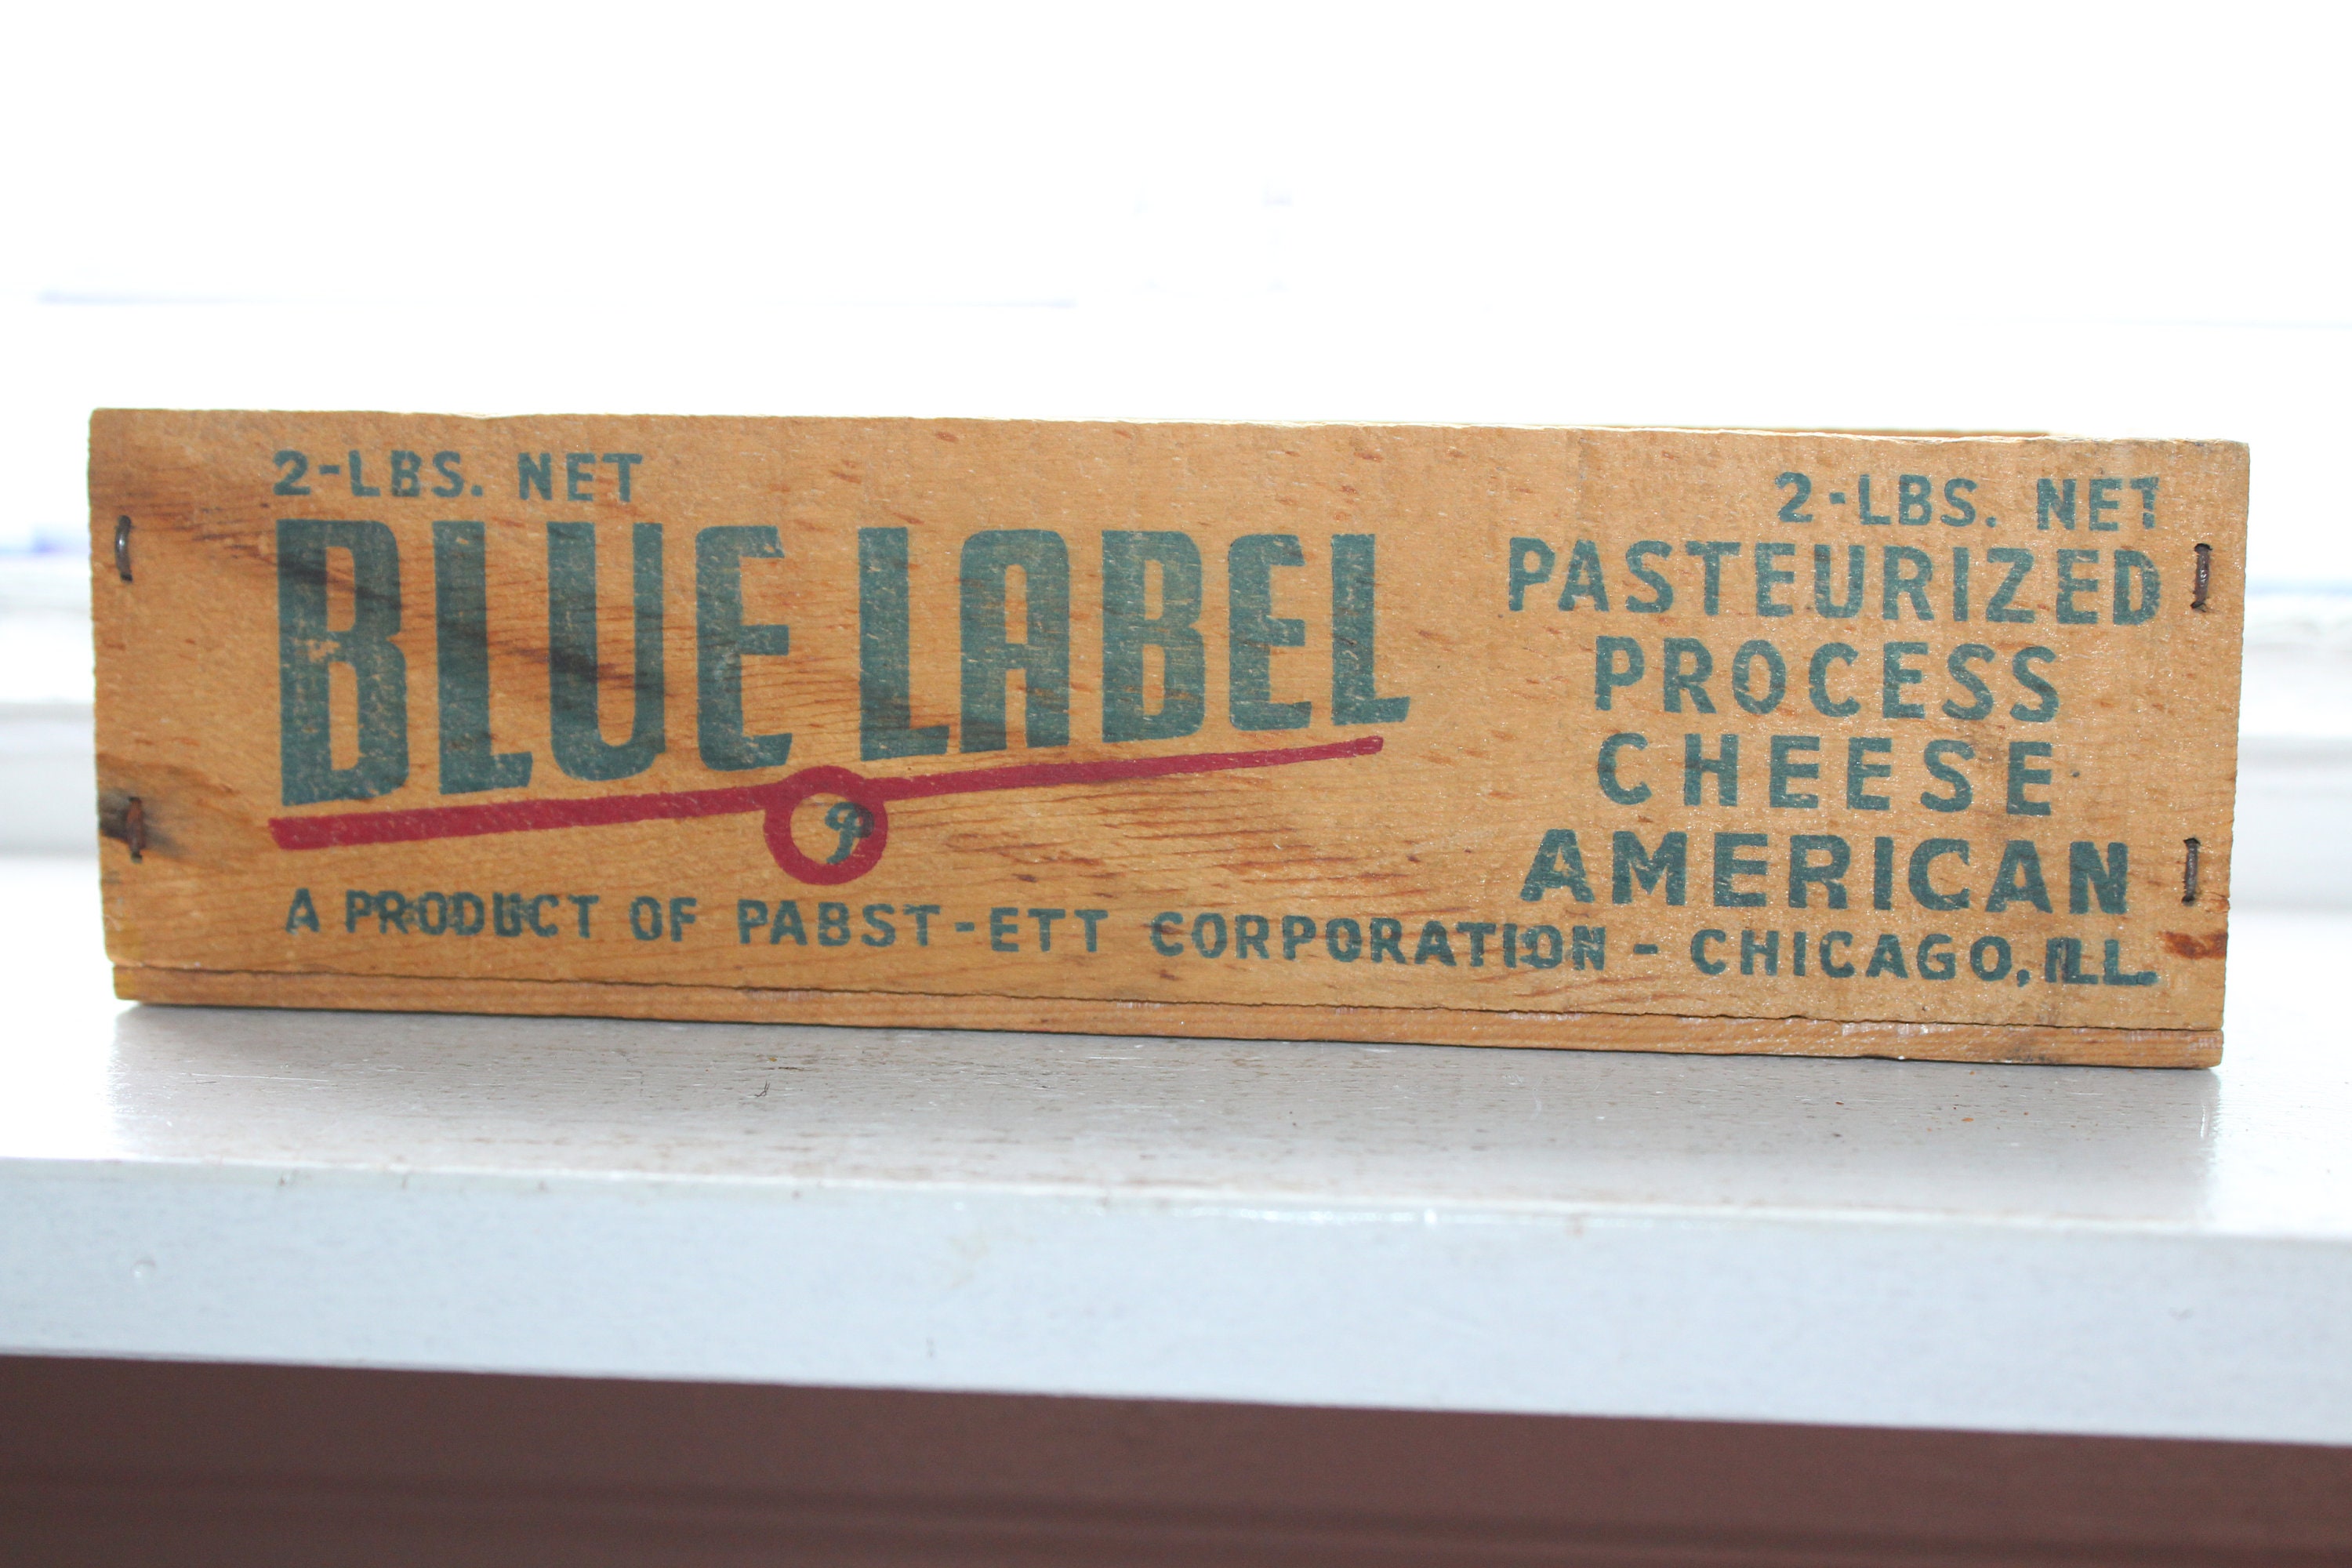 2-LBS. NET
BLUE LABEL
P
A PRODUCT OF PABST-ETT CORPORATION - CHICAGO, ILL.
2-LBS. NET
PASTEURIZED
PROCESS
CHEESE
AMERICAN